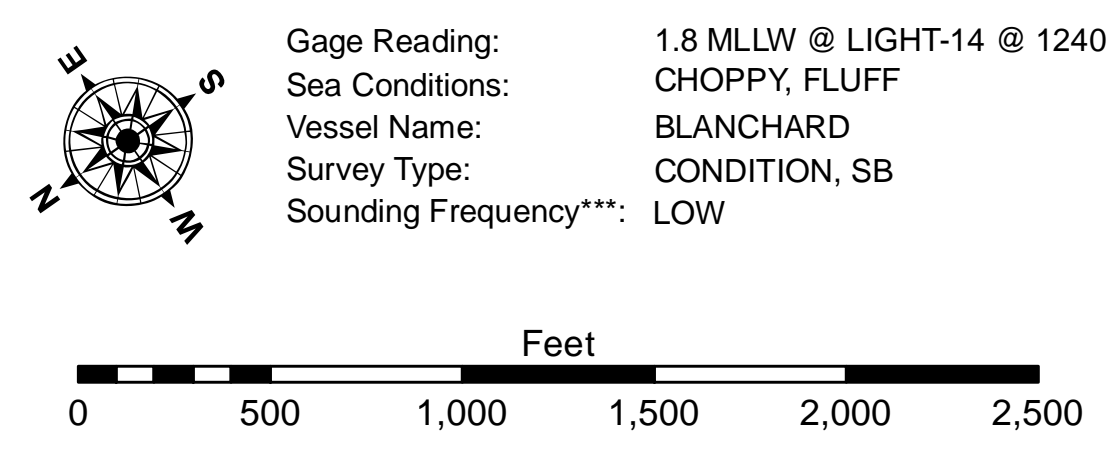 E
S
N
W
Gage Reading: 1.8 MLLW @ LIGHT-14 @ 1240
Sea Conditions: CHOPPY, FLUFF
Vessel Name: BLANCHARD
Survey Type: CONDITION, SB
Sounding Frequency***: LOW
Feet
0 500 1,000 1,500 2,000 2,500